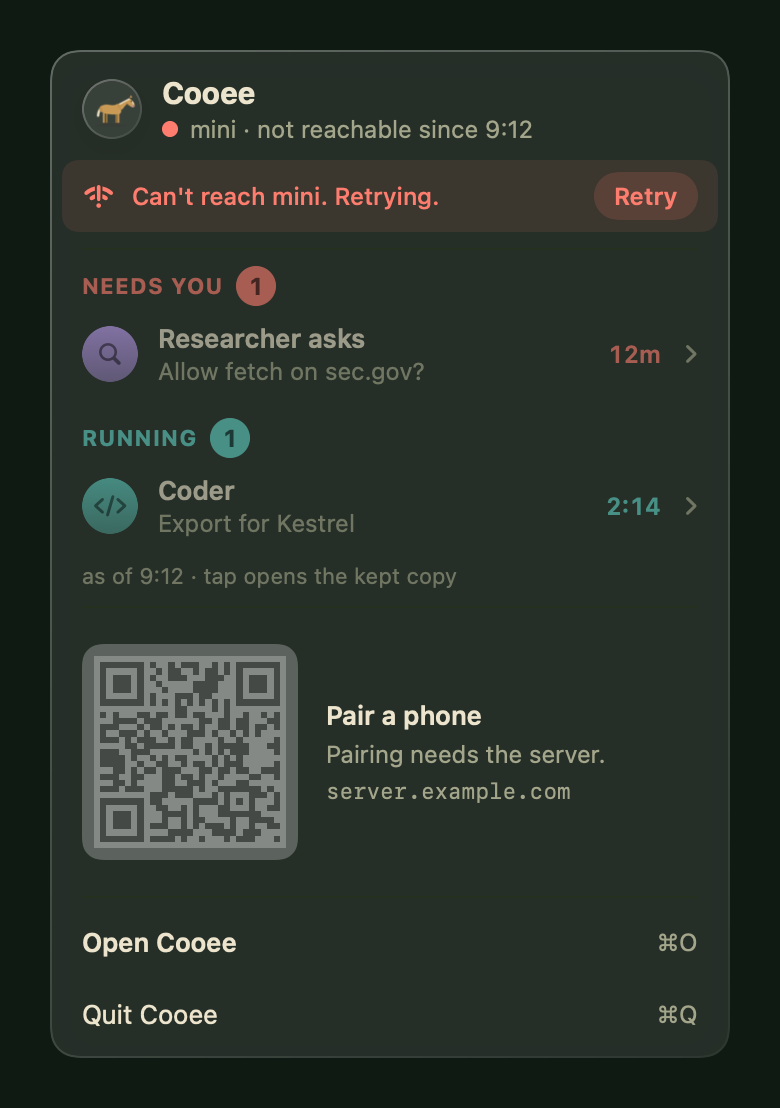 Cooee
mini · not reachable since 9:12
Can't reach mini. Retrying.
Retry
NEEDS YOU 1
Researcher asks
Allow fetch on sec.gov?
12m
RUNNING 1
Coder
Export for Kestrel
2:14
as of 9:12 · tap opens the kept copy
Pair a phone
Pairing needs the server.
server.example.com
Open Cooee ⌘O
Quit Cooee ⌘Q